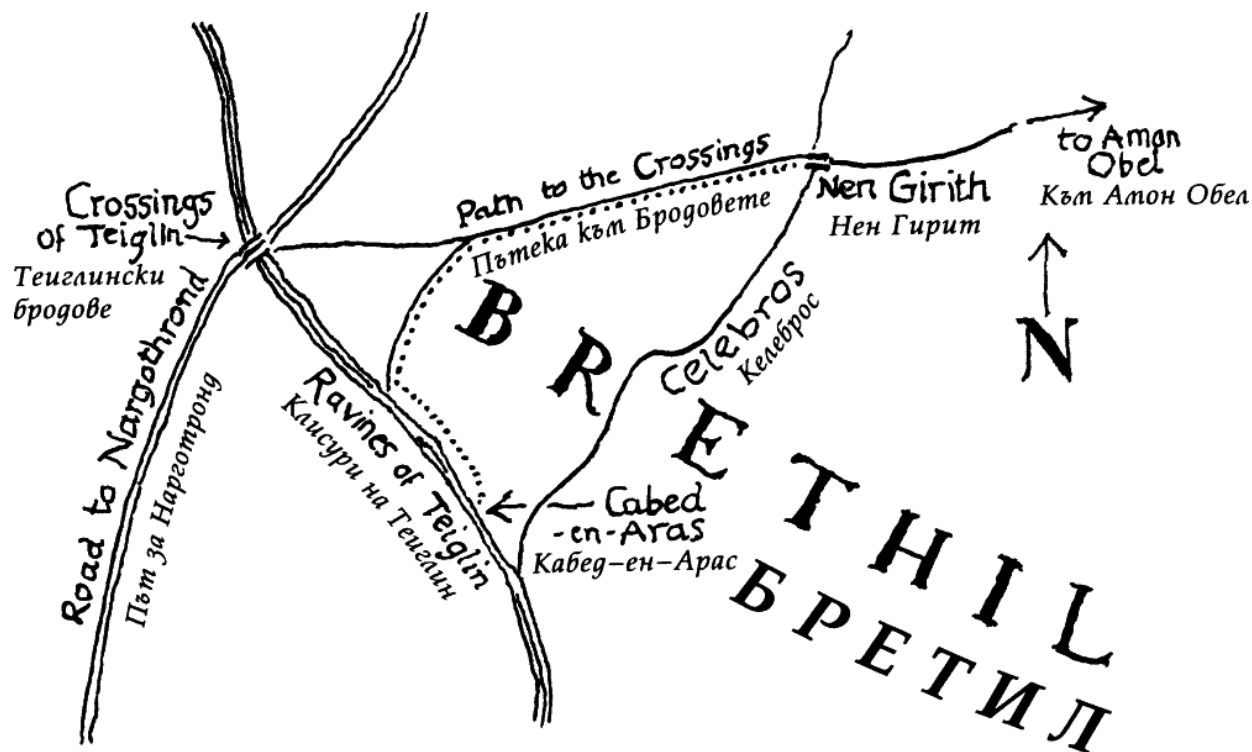 Crossings
of Teiglin
Теиглински
бродове
Path to the Crossings
Пътека към Бродовете
Nen Girith
Нен Гирит
to Amon
Obel
Към Амон Обел
N
Road to Nargothrond
Път за Нарготронд
Ravines of Teiglin
Клисури на Теиглин
Celebros
Келеброс
Cabed
-en-Aras
Кабед-ен-Арас
BRETHIL
БРЕТИЛ